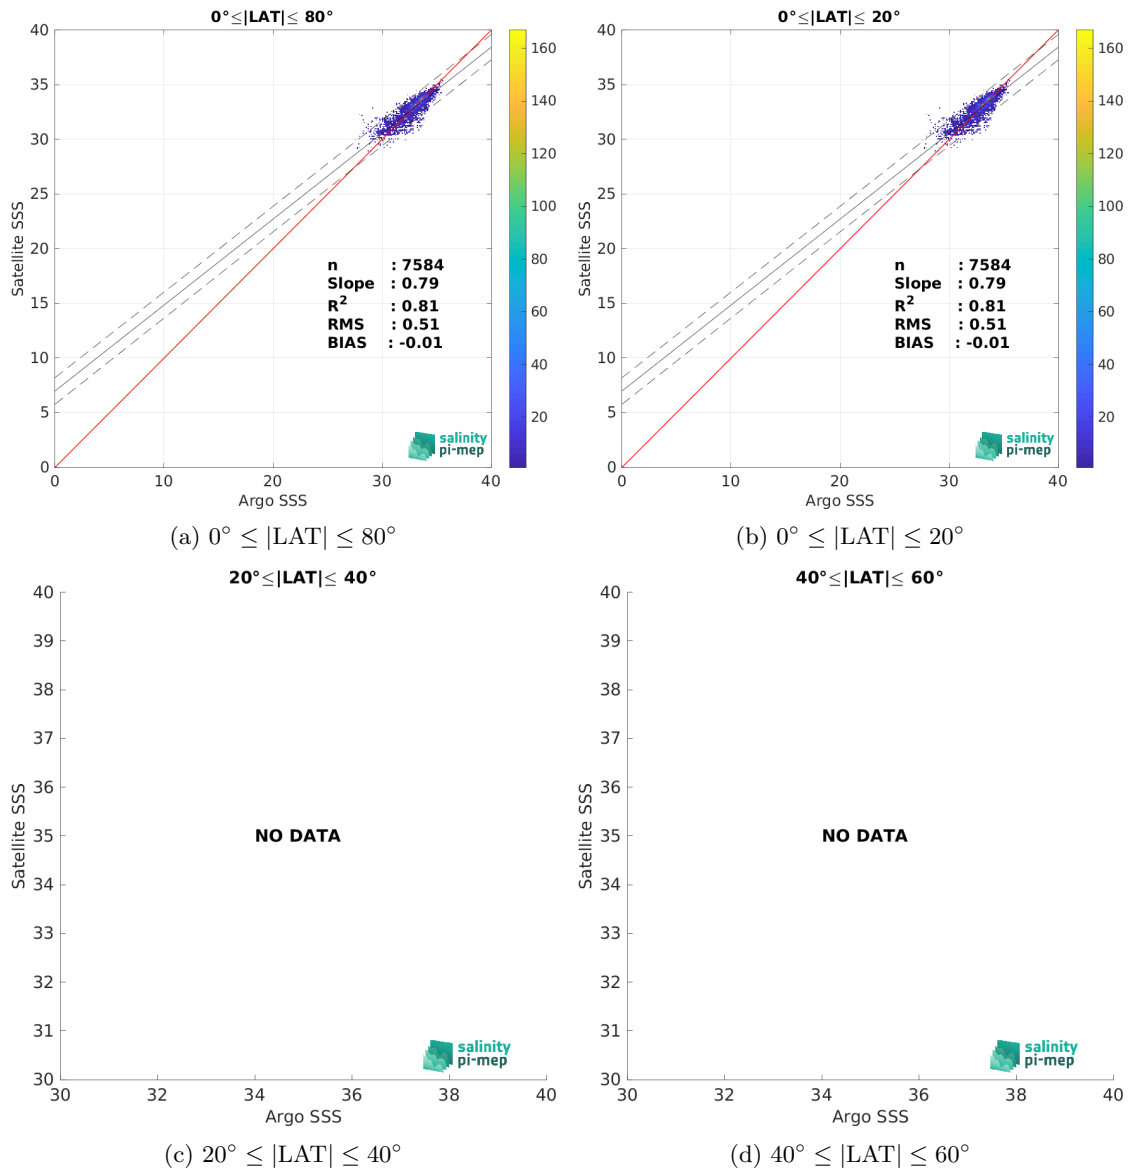 0°≤|LAT|≤ 80°
40
35
30
25
20
15
10
5
0
Satellite SSS
0
10
20
30
40
Argo SSS
160
140
120
100
80
60
40
20
n : 7584
Slope : 0.79
R² : 0.81
RMS : 0.51
BIAS : -0.01
salinity
pi-mep
(a) 0° ≤ |LAT| ≤ 80°
0°≤|LAT|≤ 20°
40
35
30
25
20
15
10
5
0
Satellite SSS
0
10
20
30
40
Argo SSS
160
140
120
100
80
60
40
20
n : 7584
Slope : 0.79
R² : 0.81
RMS : 0.51
BIAS : -0.01
salinity
pi-mep
(b) 0° ≤ |LAT| ≤ 20°
20°≤|LAT|≤ 40°
40
39
38
37
36
35
34
33
32
31
30
Satellite SSS
NO DATA
salinity
pi-mep
30
32
34
36
38
40
Argo SSS
(c) 20° ≤ |LAT| ≤ 40°
40°≤|LAT|≤ 60°
40
39
38
37
36
35
34
33
32
31
30
Satellite SSS
NO DATA
salinity
pi-mep
30
32
34
36
38
40
Argo SSS
(d) 40° ≤ |LAT| ≤ 60°